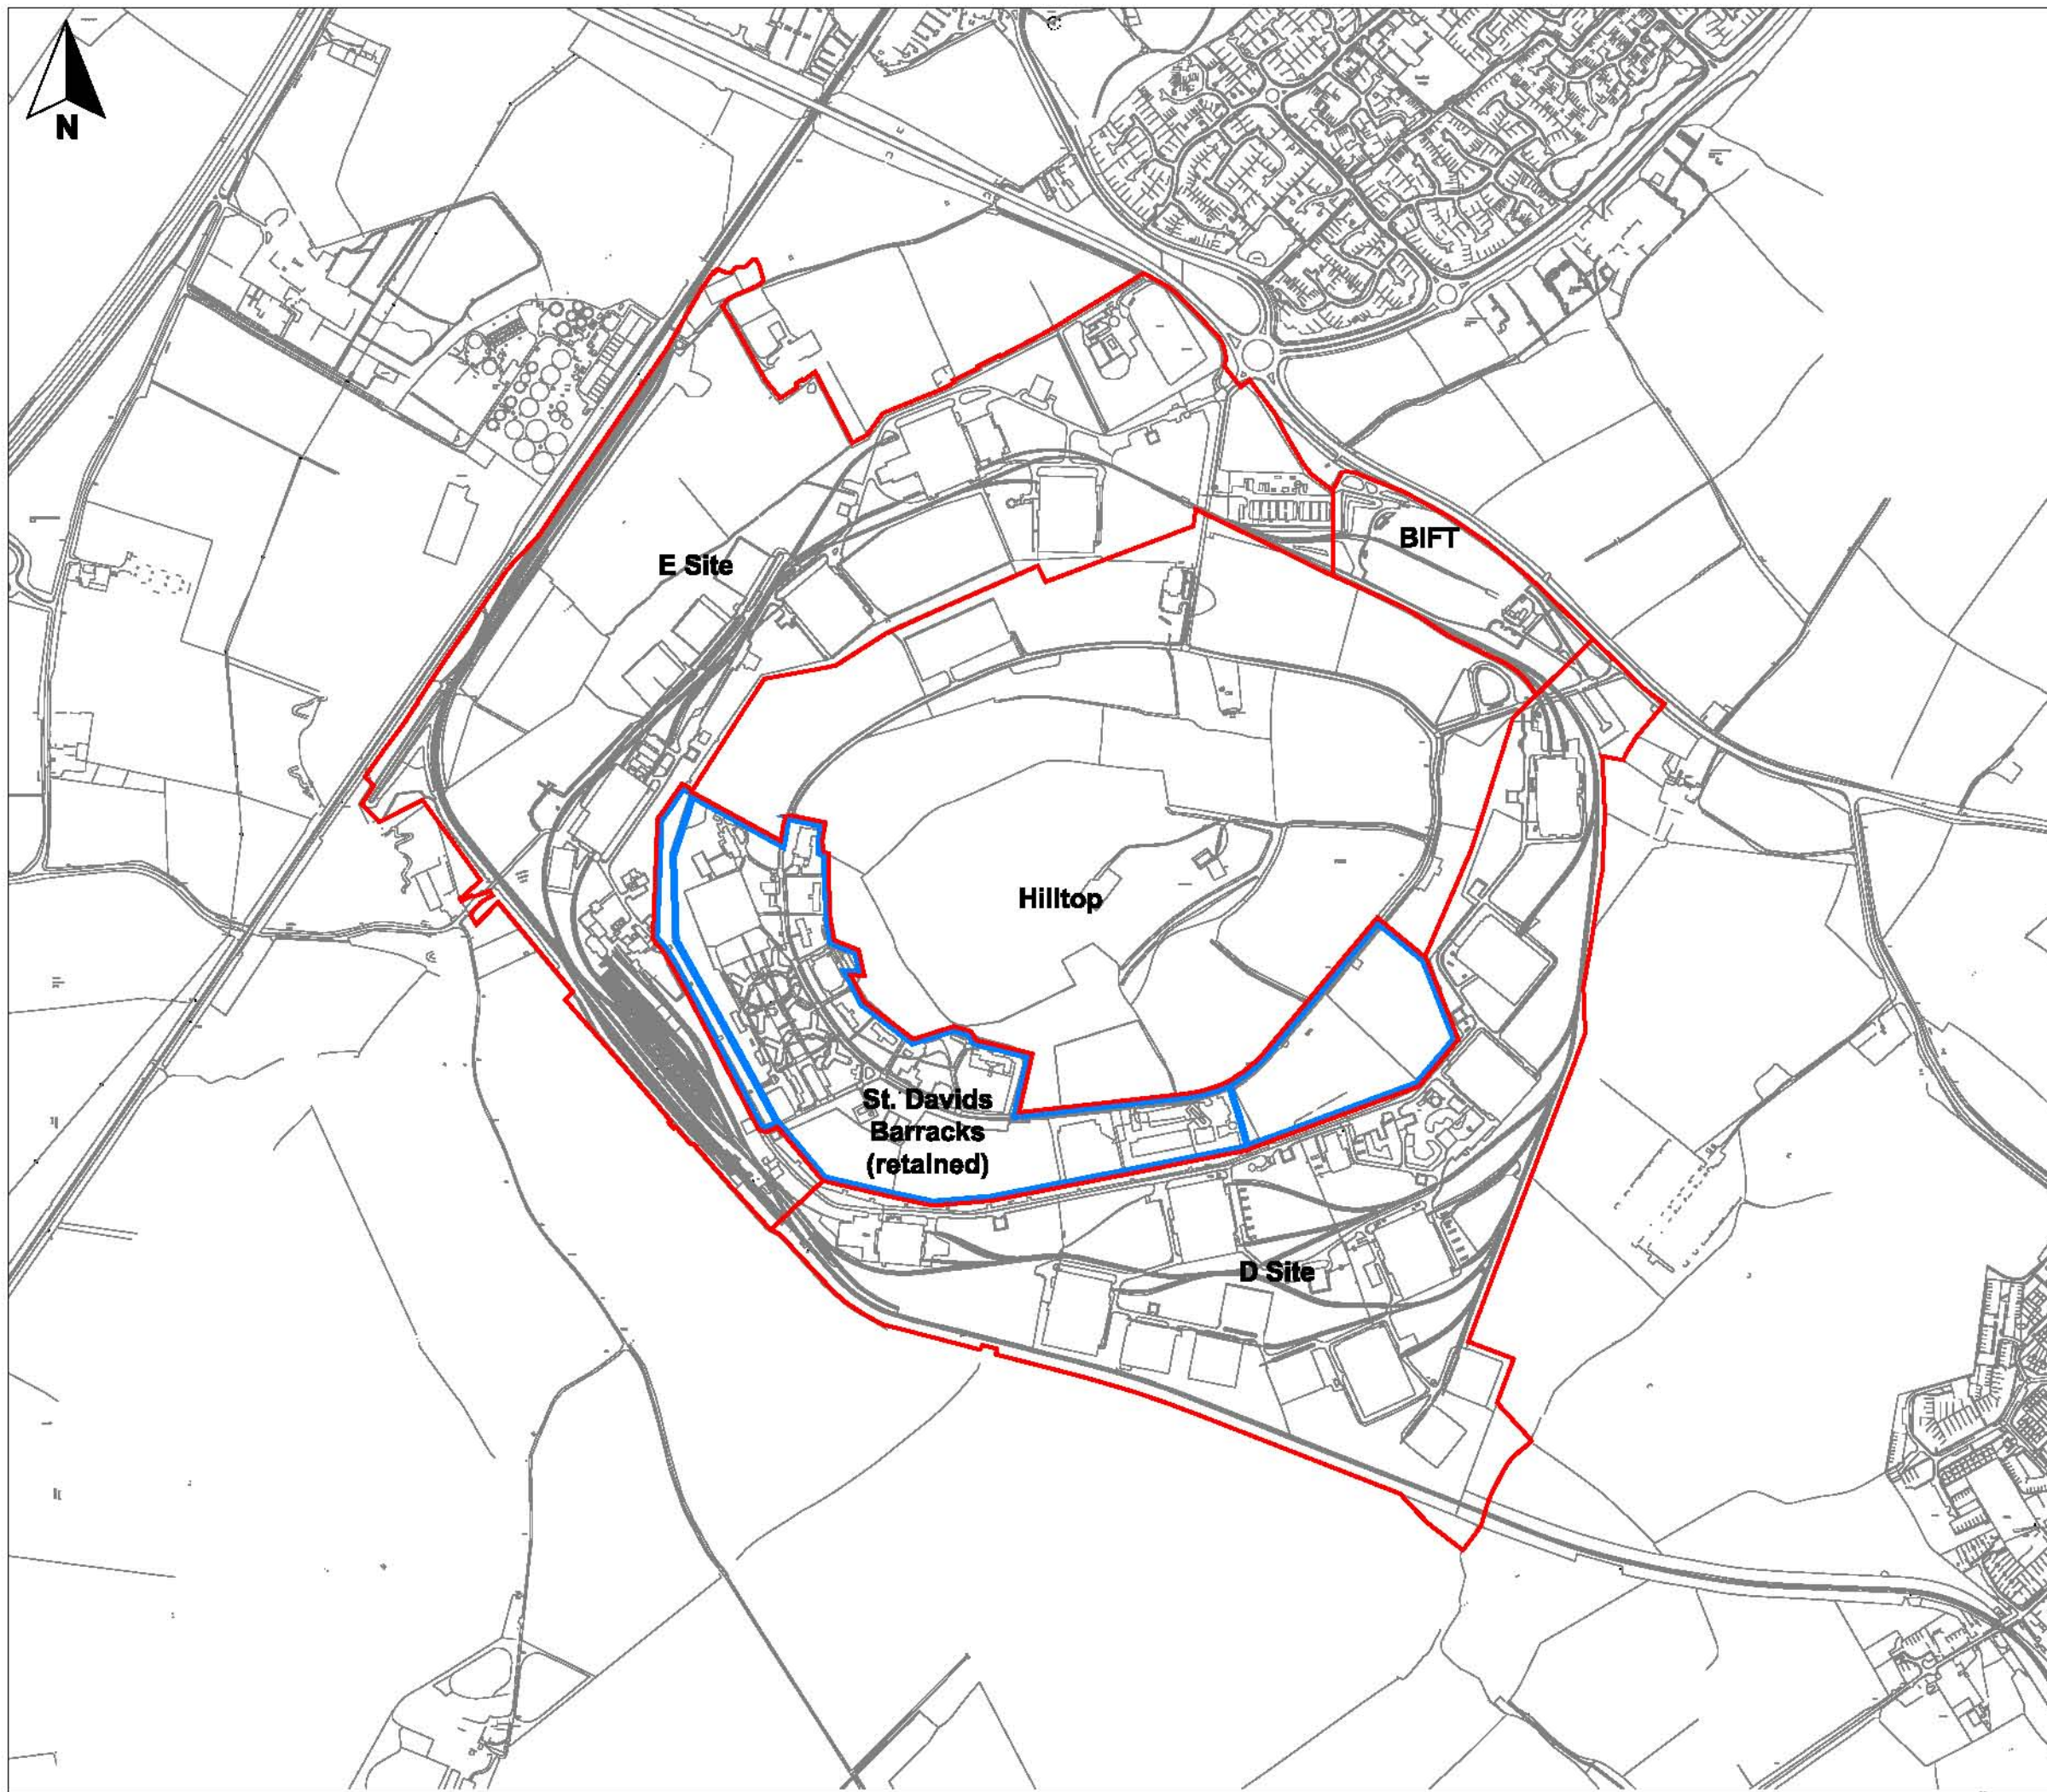 N
BIFT
E Site
Hilltop
St. Davids
Barracks
(retained)
D Site